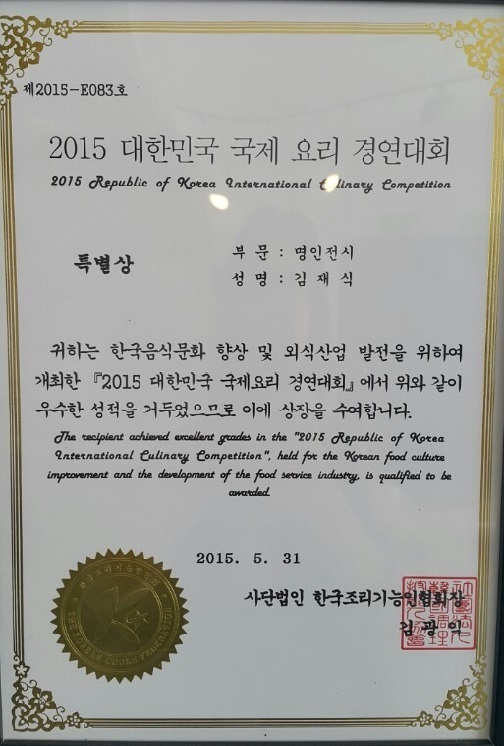 제2015-E083호
2015 대한민국 국제 요리 경연대회
2015 Republic of Korea International Culinary Competition
특별상
부 문 : 명인전시
성 명 : 김 재 식
귀하는 한국음식문화 향상 및 외식산업 발전을 위하여
개최한 『2015 대한민국 국제요리 경연대회』에서 위와 같이
우수한 성적을 거두었으므로 이에 상장을 수여합니다.
The recipient achieved excellent grades in the "2015 Republic of Korea
International Culinary Competition", held for the Korean food culture
improvement and the development of the food service industry, is qualified to be
awarded.
2015. 5. 31
사단법인 한국조리기능인협회장
김 광 익